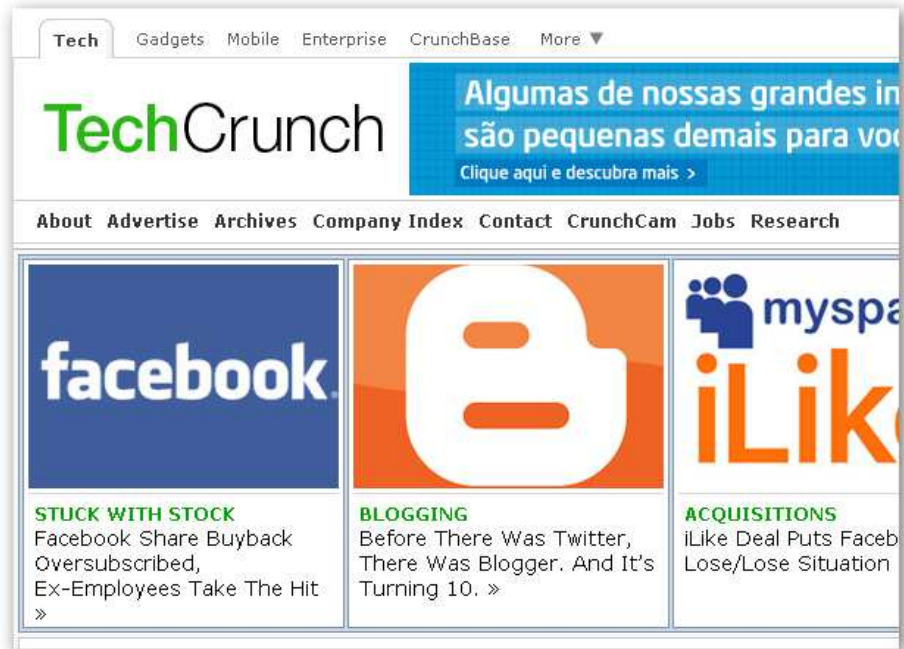 Tech Gadgets Mobile Enterprise CrunchBase More ▼
TechCrunch
Algumas de nossas grandes
são pequenas demais para
Clique aqui e descubra mais >
About Advertise Archives Company Index Contact CrunchCam Jobs Research
facebook
STUCK WITH STOCK
Facebook Share Buyback
Oversubscribed,
Ex-Employees Take The Hit
»
BLOGGING
Before There Was Twitter,
There Was Blogger. And It's
Turning 10. »
iLike
ACQUISITIONS
iLike Deal Puts
Lose/Lose Situation